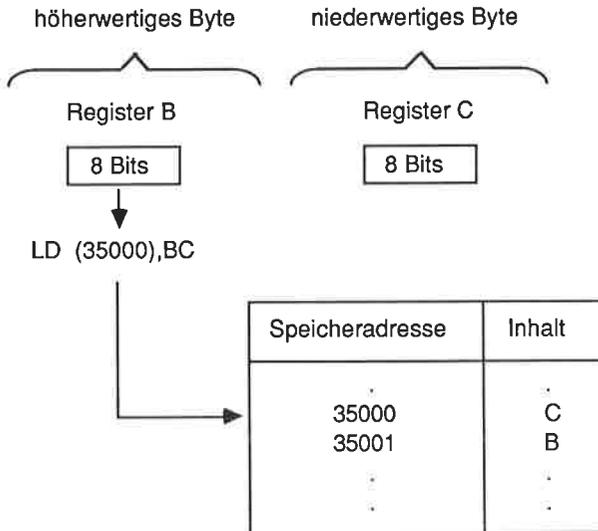 höherwertiges Byte niederwertiges Byte
Register B Register C
8 Bits 8 Bits
LD (35000),BC
Speicheradresse Inhalt
. .
35000 C
35001 B
. .
. .